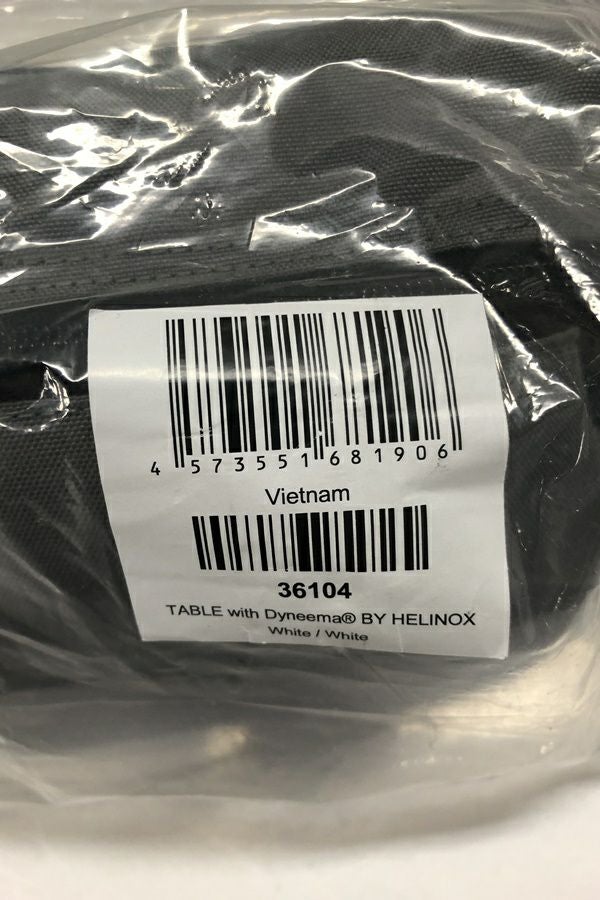 4 573551 681906
Vietnam
36104
TABLE with Dyneema® BY HELINOX
White / White